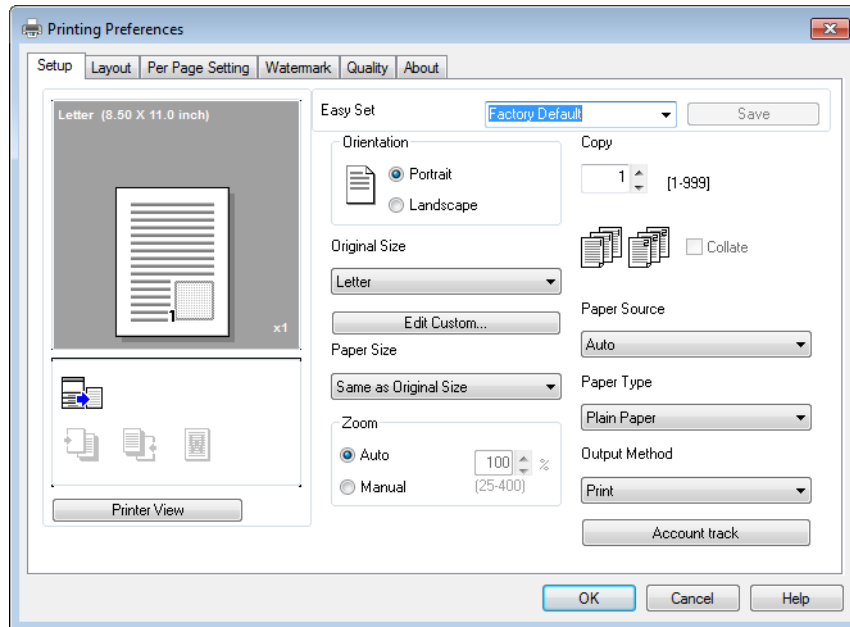 Printing Preferences
Setup Layout Per Page Setting Watermark Quality About
Letter (8.50 X 11.0 inch)
1
x1
Printer View
Easy Set Factory Default Save
Orientation
Portrait
Landscape
Original Size
Letter
Edit Custom...
Paper Size
Same as Original Size
Zoom
Auto
100 %
Manual (25-400)
Copy
1 [1-999]
Collate
Paper Source
Auto
Paper Type
Plain Paper
Output Method
Print
Account track
OK Cancel Help